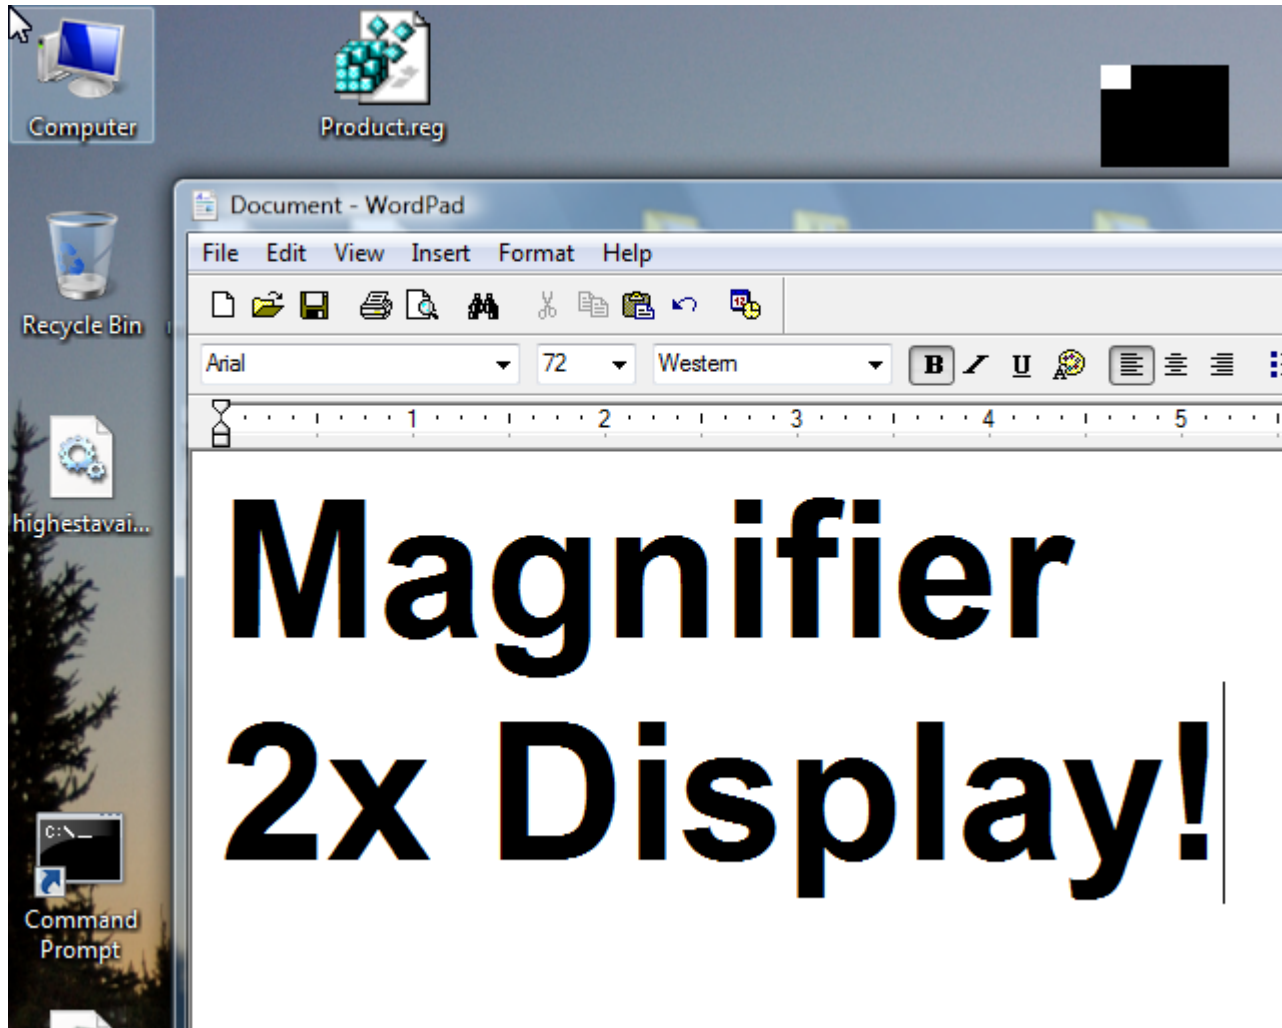 Computer
Product.reg
Document - WordPad
File Edit View Insert Format Help
Recycle Bin
Arial 72 Western B U A
1 2 3 4 5
highestavai...
Magnifier
2x Display!
C:\_
Command
Prompt